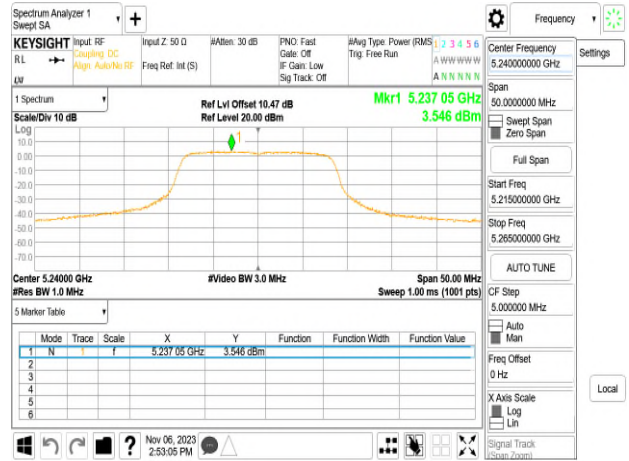 Spectrum Analyzer 1
Swept SA
KEYSIGHT Input: RF Input Z: 50 Ω #Atten: 30 dB PNO: Fast #Avg Type: Power (RMS 1 2 3 4 5 6
RL Coupling: DC Gate: Off Trig: Free Run
Align: Auto/No RF Freq Ref: Int (S) IF Gain: Low A W W W W W
Sig Track: Off A N N N N N
1 Spectrum
Scale/Div 10 dB
Ref Lvl Offset 10.47 dB
Ref Level 20.00 dBm
Mkr1 5.237 05 GHz
3.546 dBm
Log
1
10.0
0.00
-10.0
-20.0
-30.0
-40.0
-50.0
-60.0
-70.0
Center 5.24000 GHz #Video BW 3.0 MHz Span 50.00 MHz
#Res BW 1.0 MHz Sweep 1.00 ms (1001 pts)
5 Marker Table
Mode Trace Scale X Y Function Function Width Function Value
1 N 1 f 5.237 05 GHz 3.546 dBm
2
3
4
5
6
?
Nov 06, 2023
2:53:05 PM
Frequency
Center Frequency
5.240000000 GHz
Settings
Span
50.0000000 MHz
Swept Span
Zero Span
Full Span
Start Freq
5.215000000 GHz
Stop Freq
5.265000000 GHz
AUTO TUNE
CF Step
5.000000 MHz
Auto
Man
Freq Offset
0 Hz
X Axis Scale
Log
Lin
Local
Signal Track
(Span Zoom)